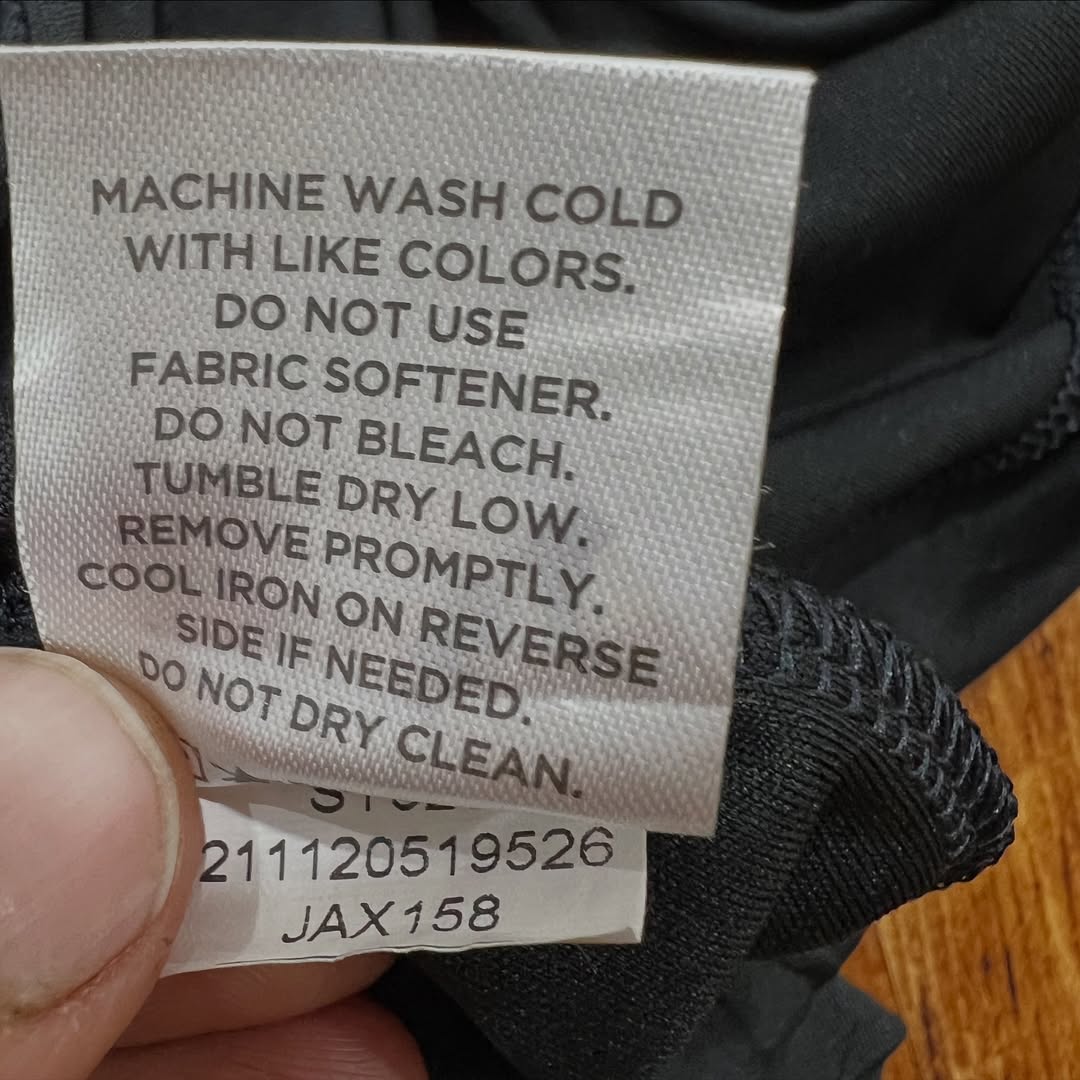 MACHINE WASH COLD
WITH LIKE COLORS.
DO NOT USE
FABRIC SOFTENER.
DO NOT BLEACH.
TUMBLE DRY LOW.
REMOVE PROMPTLY.
COOL IRON ON REVERSE
SIDE IF NEEDED.
DO NOT DRY CLEAN.
211120519526
JAX158